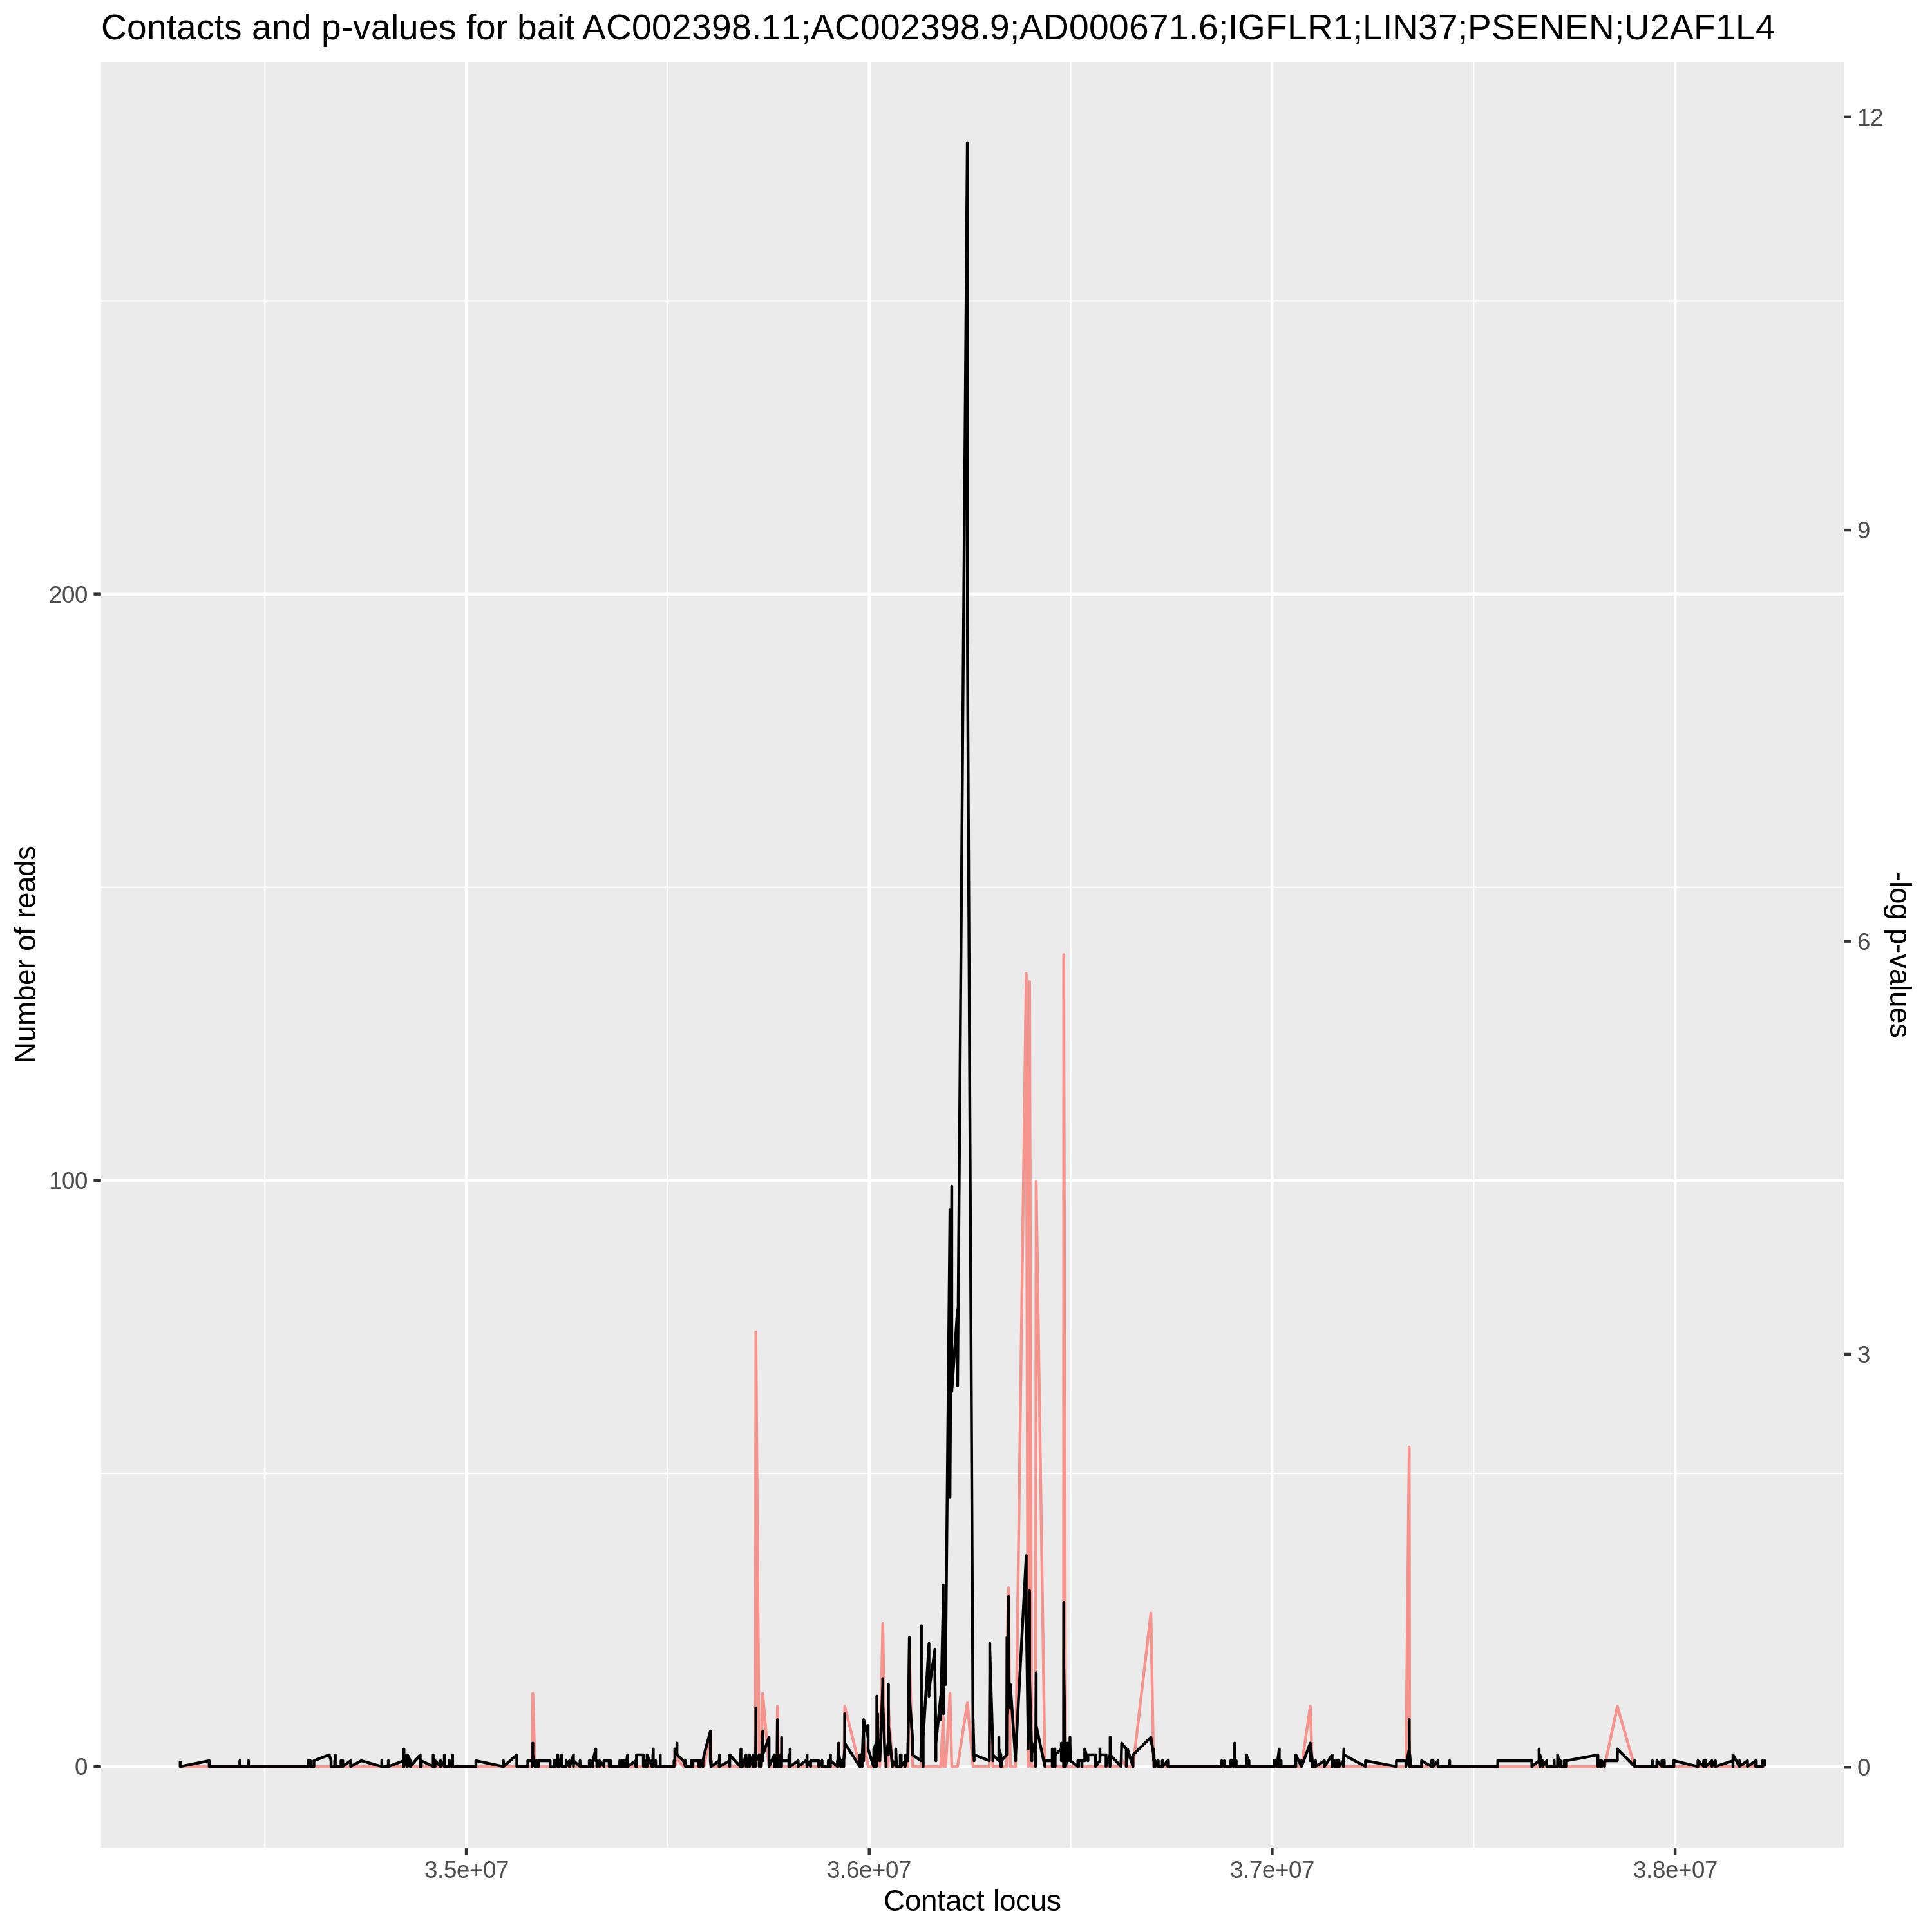 Contacts and p-values for bait AC002398.11;AC002398.9;AD000671.6;IGFLR1;LIN37;PSENEN;U2AF1L4
12
9
200
Number of reads
-log p-values
6
100
3
0
0
3.5e+07 3.6e+07 3.7e+07 3.8e+07
Contact locus